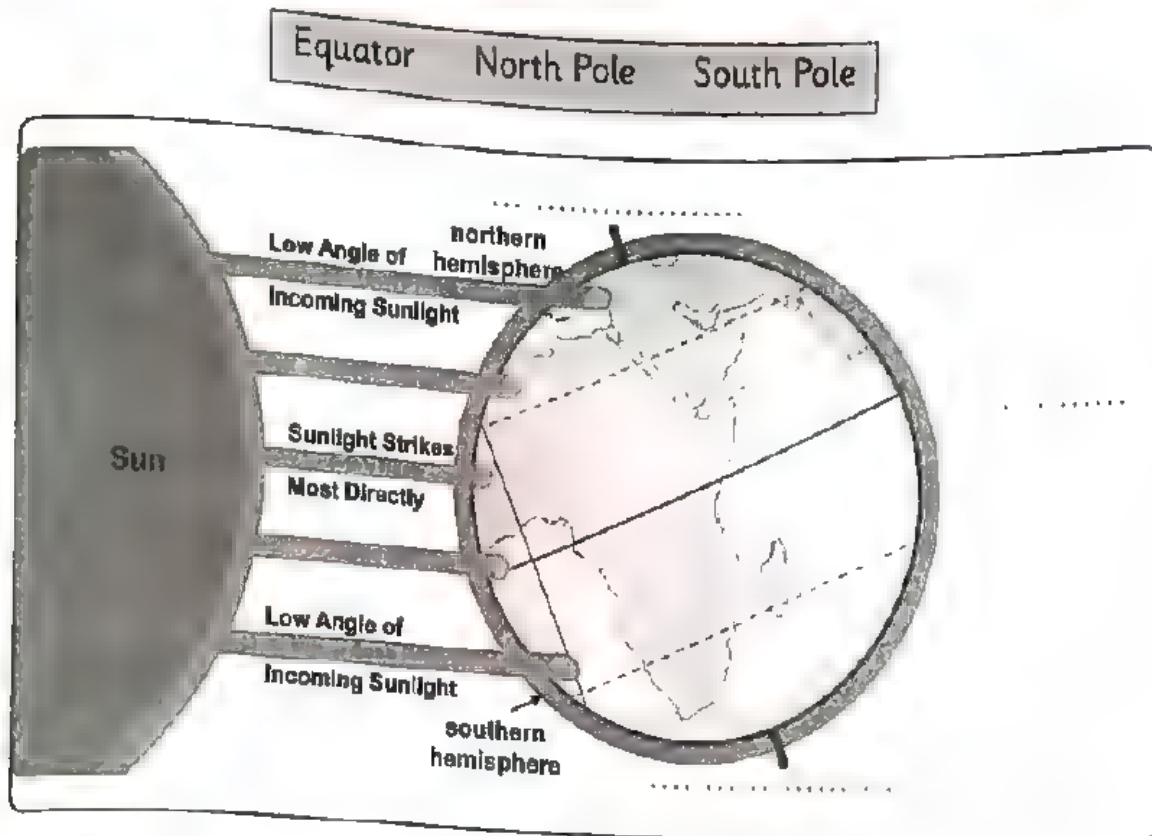 Equator North Pole South Pole
northern
hemisphere
Low Angle of
Incoming Sunlight
Sun
Sunlight Strikes
Most Directly
Low Angle of
Incoming Sunlight
southern
hemisphere